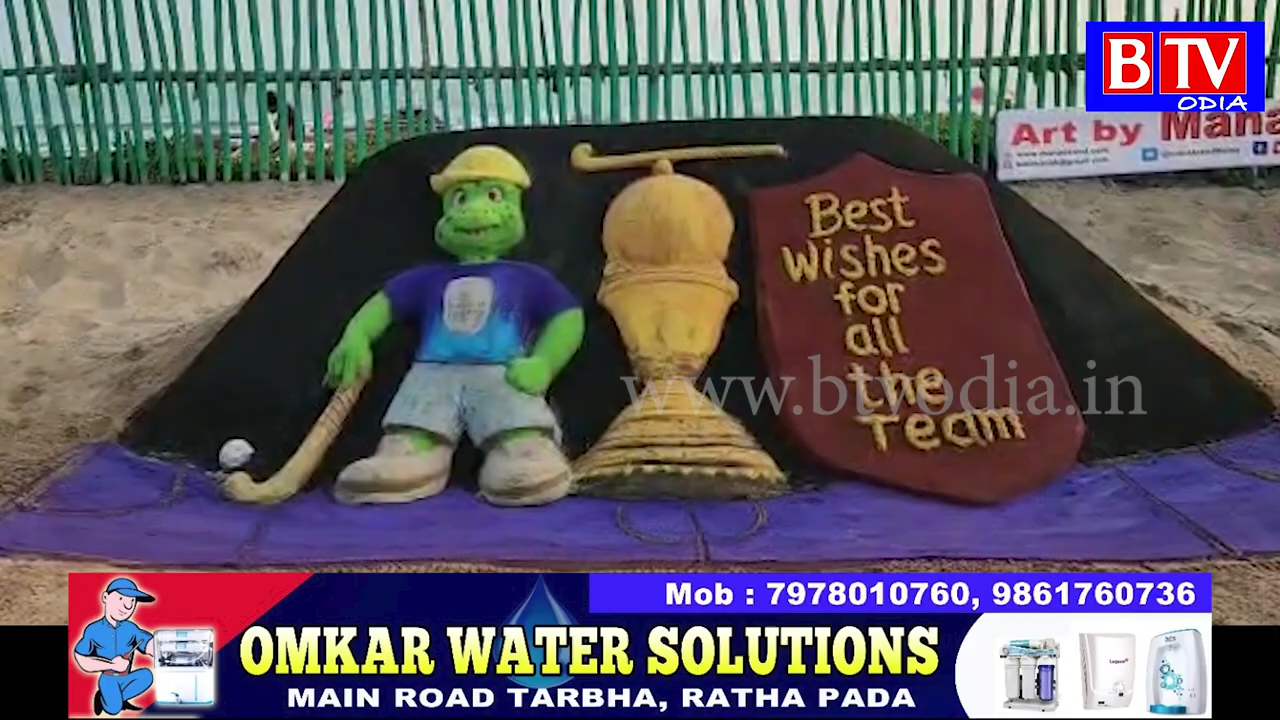 BTV
ODIA
Art by
Best
Wishes
for
all
the
Team
www.btvodia.in
Mob : 7978010760, 9861760736
OMKAR WATER SOLUTIONS
MAIN ROAD TARBHA, RATHA PADA